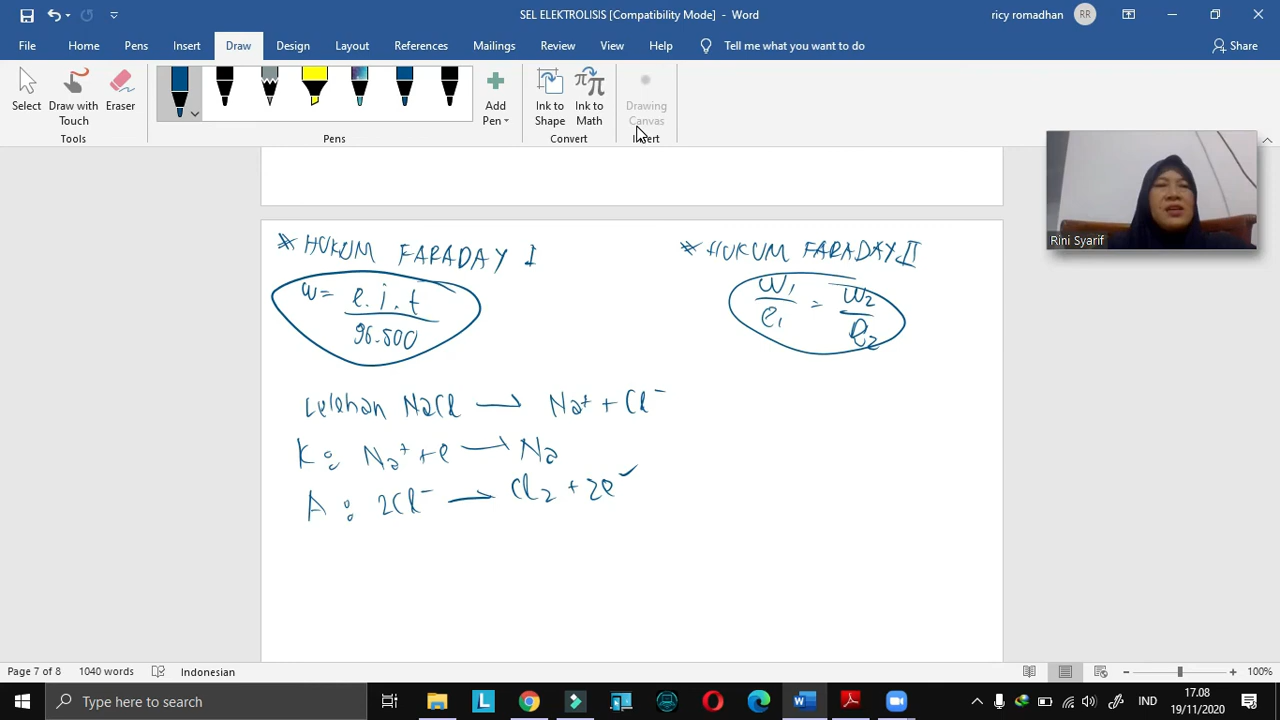 SEL ELEKTROLISIS [Compatibility Mode] - Word
ricy romadhan RR
File Home Pens Insert Draw Design Layout References Mailings Review View Help Tell me what you want to do Share
Select
Draw with Touch
Eraser
Add Pen
Ink to Shape
Ink to Math
Drawing Canvas
Tools Pens Convert Insert
Rini Syarif
* HUKUM FARADAY I
w = e.i.t / 96.500
* HUKUM FARADAY II
w1 / e1 = w2 / e2
Lelehan NaCl → Na+ + Cl-
K : Na+ + e → Na
A : 2Cl- → Cl2 + 2e
Page 7 of 8 1040 words Indonesian 100%
Type here to search
IND
17.08
19/11/2020